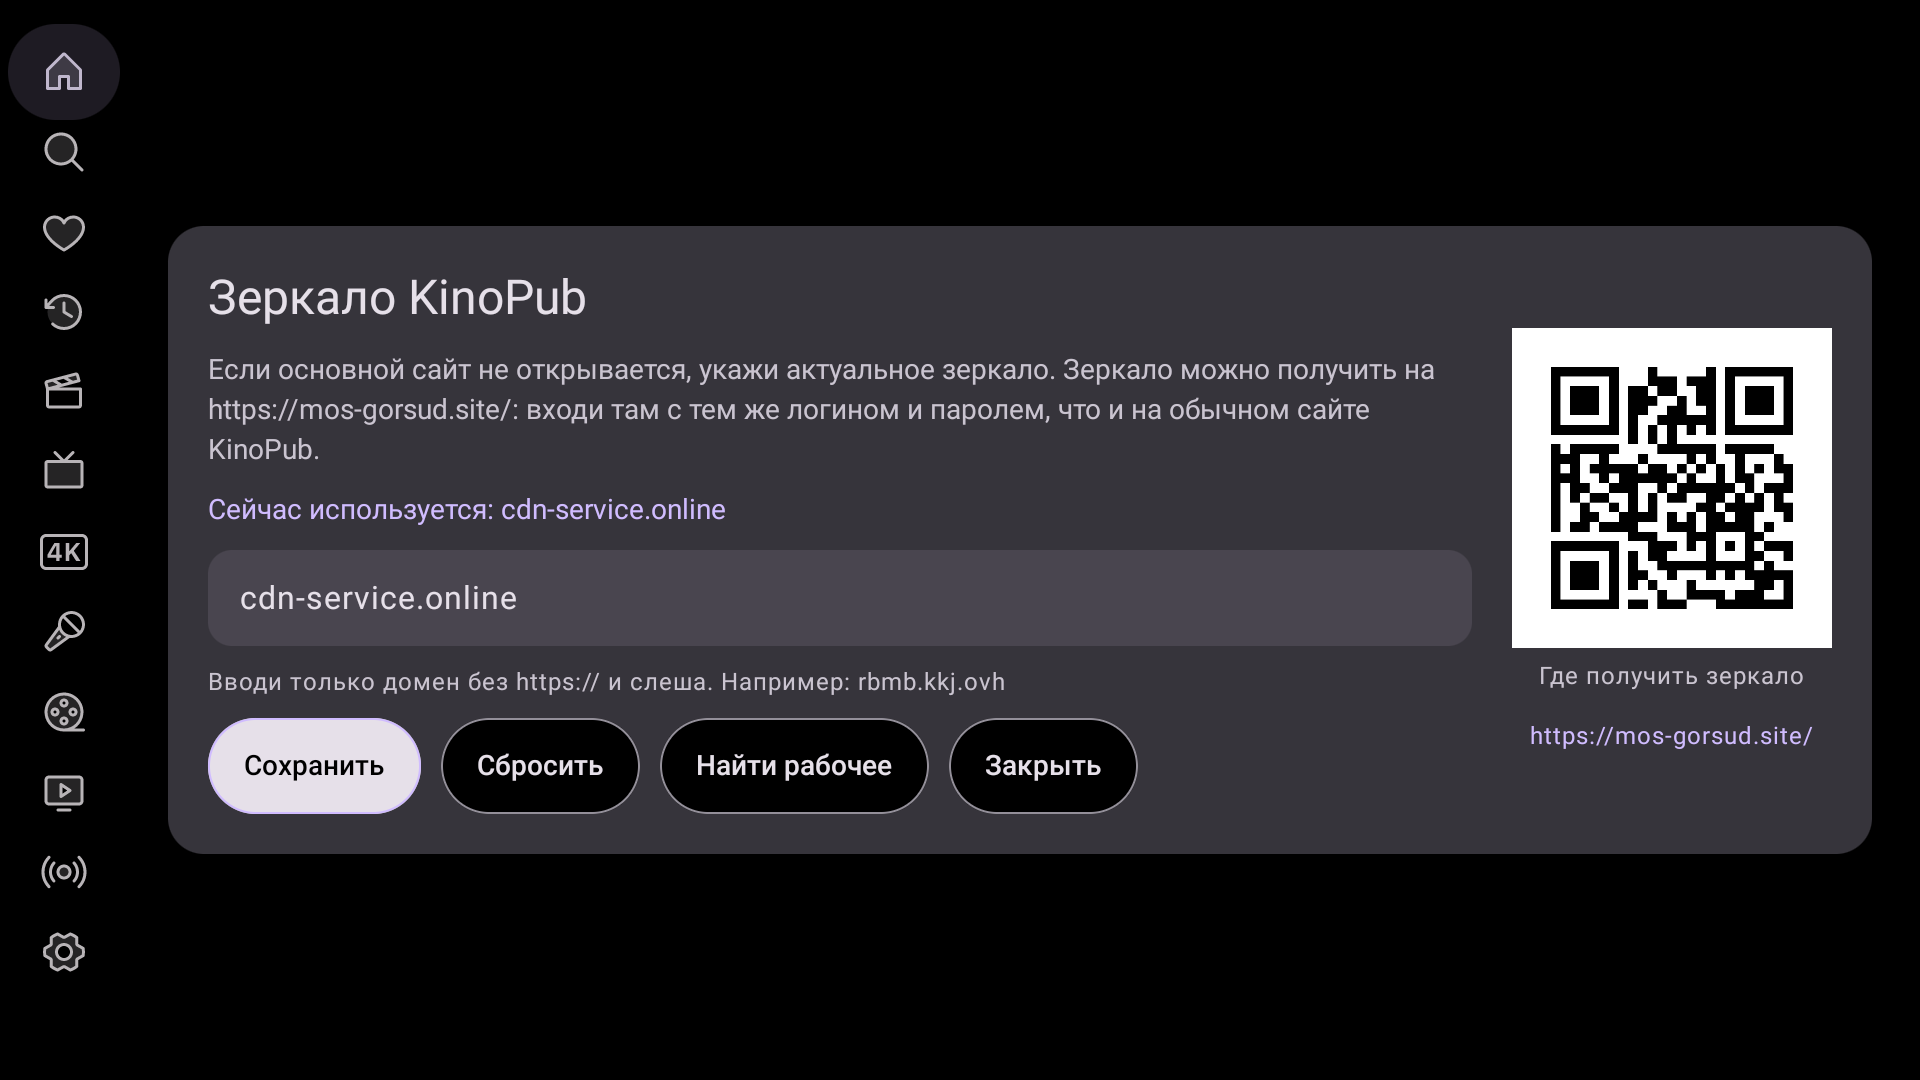 Зеркало KinoPub
Если основной сайт не открывается, укажи актуальное зеркало. Зеркало можно получить на
https://mos-gorsud.site/: входи там с тем же логином и паролем, что и на обычном сайте
KinoPub.
Сейчас используется: cdn-service.online
cdn-service.online
Вводи только домен без https:// и слеша. Например: rbmb.kkj.ovh
Сохранить
Сбросить
Найти рабочее
Закрыть
Где получить зеркало
https://mos-gorsud.site/
4K